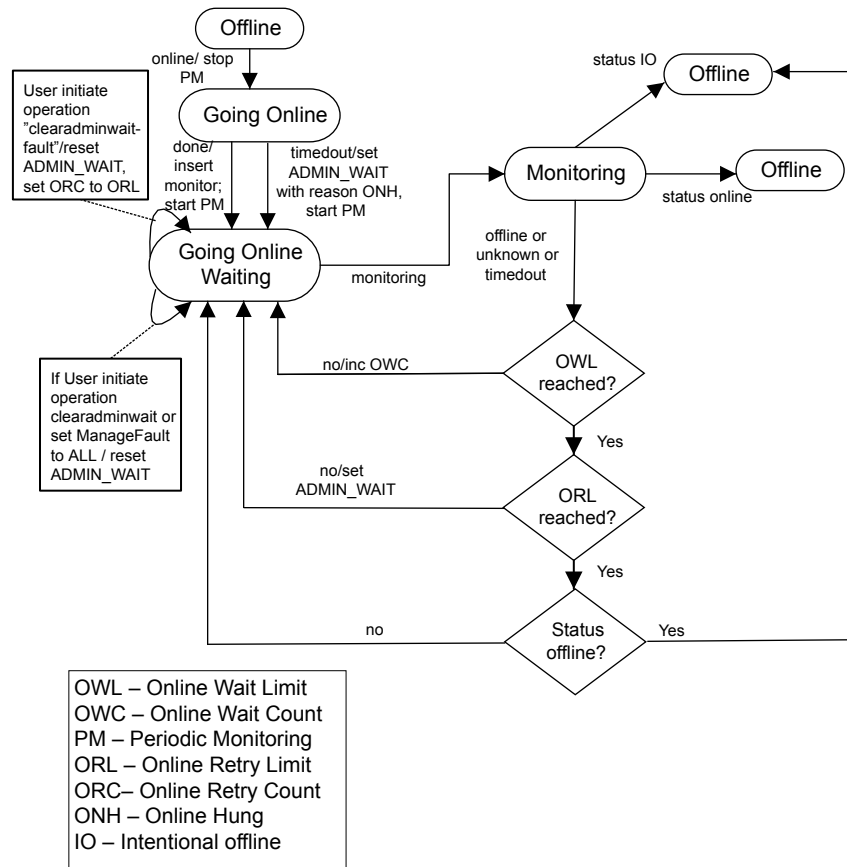 Offline
online/ stop
PM
Going Online
User initiate
operation
"clearadminwait-
fault"/reset
ADMIN_WAIT,
set ORC to ORL
done/
insert
monitor;
start PM
timedout/set
ADMIN_WAIT
with reason ONH,
start PM
Going Online
Waiting
monitoring
status IO
Offline
Monitoring
Offline
status online
offline or
unknown or
timedout
If User initiate
operation
clearadminwait or
set ManageFault
to ALL / reset
ADMIN_WAIT
no/inc OWC
OWL
reached?
Yes
no/set
ADMIN_WAIT
ORL
reached?
Yes
no
Status
offline?
Yes
OWL – Online Wait Limit
OWC – Online Wait Count
PM – Periodic Monitoring
ORL – Online Retry Limit
ORC– Online Retry Count
ONH – Online Hung
IO – Intentional offline